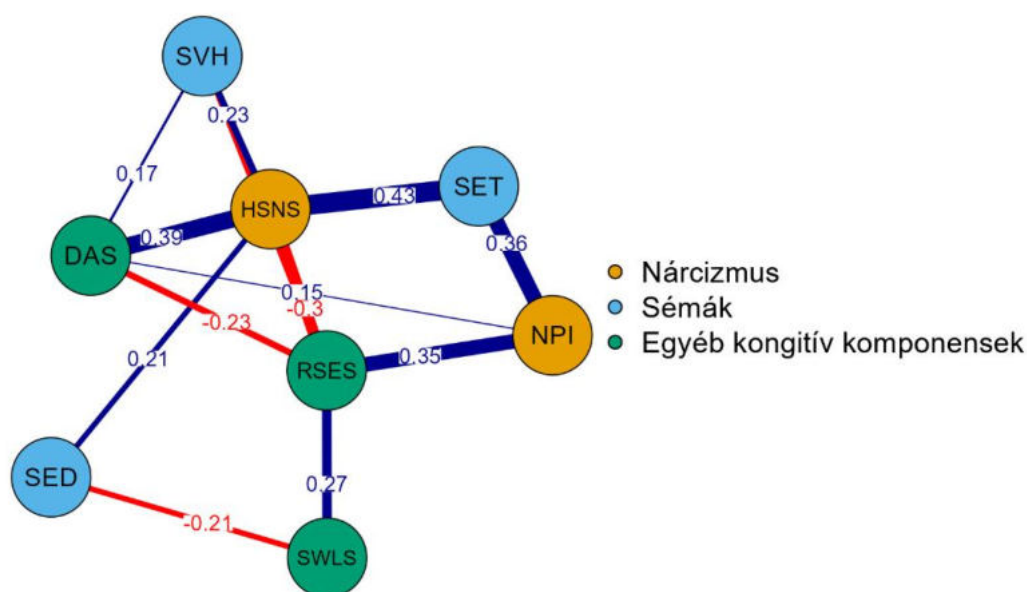 SVH
0.23
0.17
SET
HSNS
0.43
0.39
DAS
0.36
0.15
-0.3
-0.23
NPI
0.35
RSES
0.21
SED
0.27
-0.21
SWLS
Nárcizmus
Sémák
Egyéb kongitív komponensek